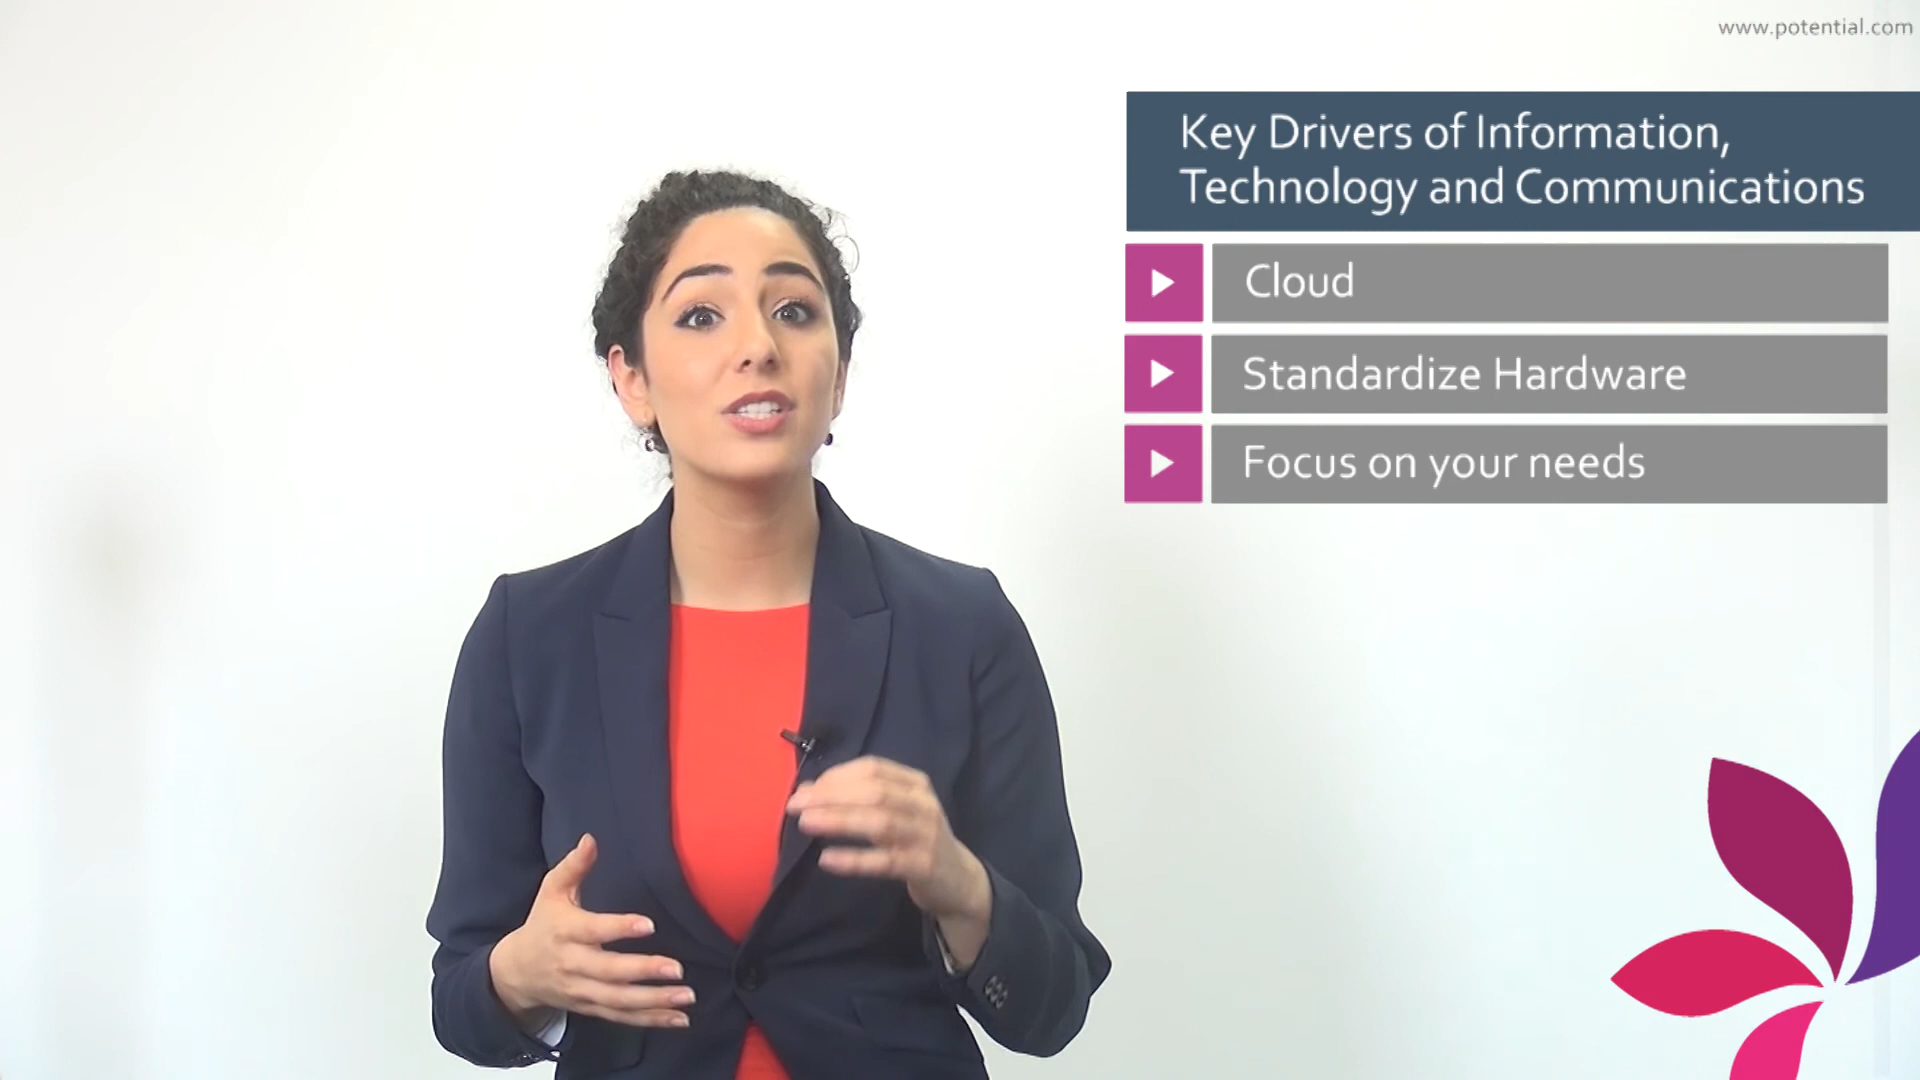 www.potential.com
Key Drivers of Information,
Technology and Communications
Cloud
Standardize Hardware
Focus on your needs